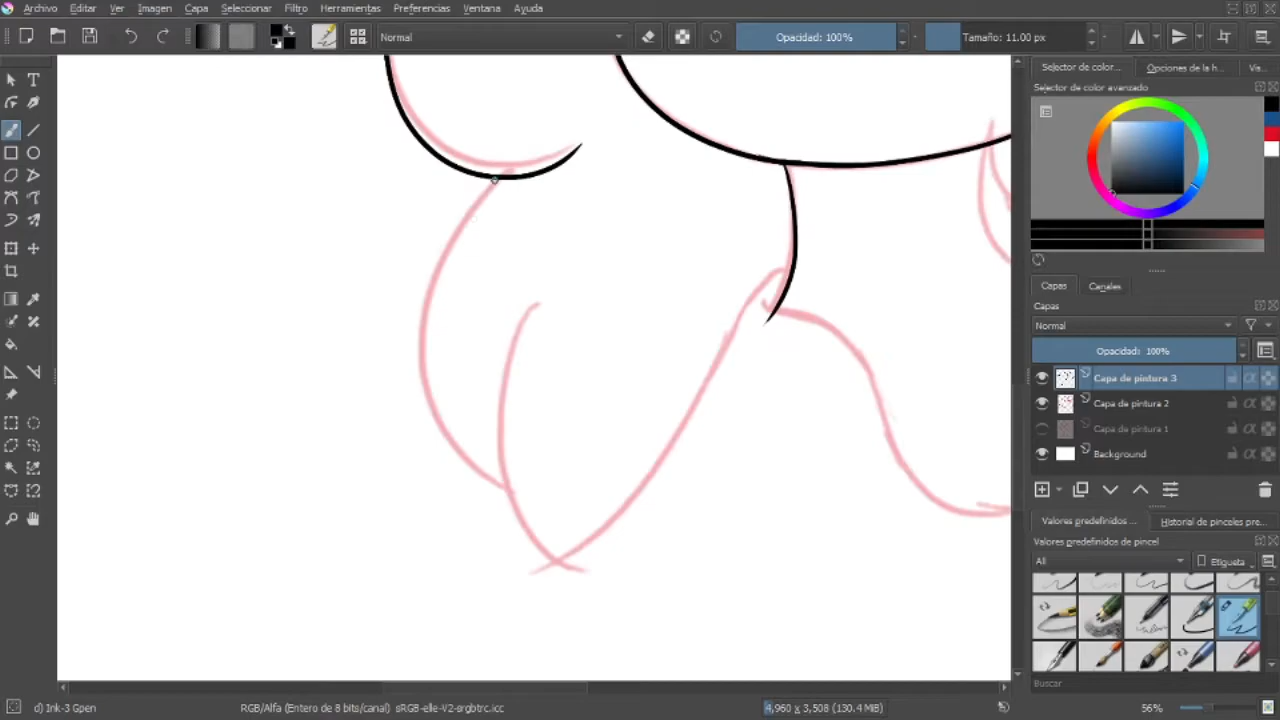 Archivo Editar Ver Imagen Capa Seleccionar Filtro Herramientas Preferencias Ventana Ayuda
Normal
Opacidad: 100%
Tamaño: 11.00 px
Selector de color...
Opciones de la h...
Vis...
Selector de color avanzado
Capas
Canales
Capas
Normal
Opacidad: 100%
Capa de pintura 3
Capa de pintura 2
Capa de pintura 1
Background
Valores predefinidos ...
Historial de pinceles pre...
Valores predefinidos de pincel
All
Etiqueta
Buscar
d) Ink-3 Gpen
RGB/Alfa (Entero de 8 bits/canal) sRGB-elle-V2-srgbtrc.icc
4,960 x 3,508 (130.4 MiB)
56%